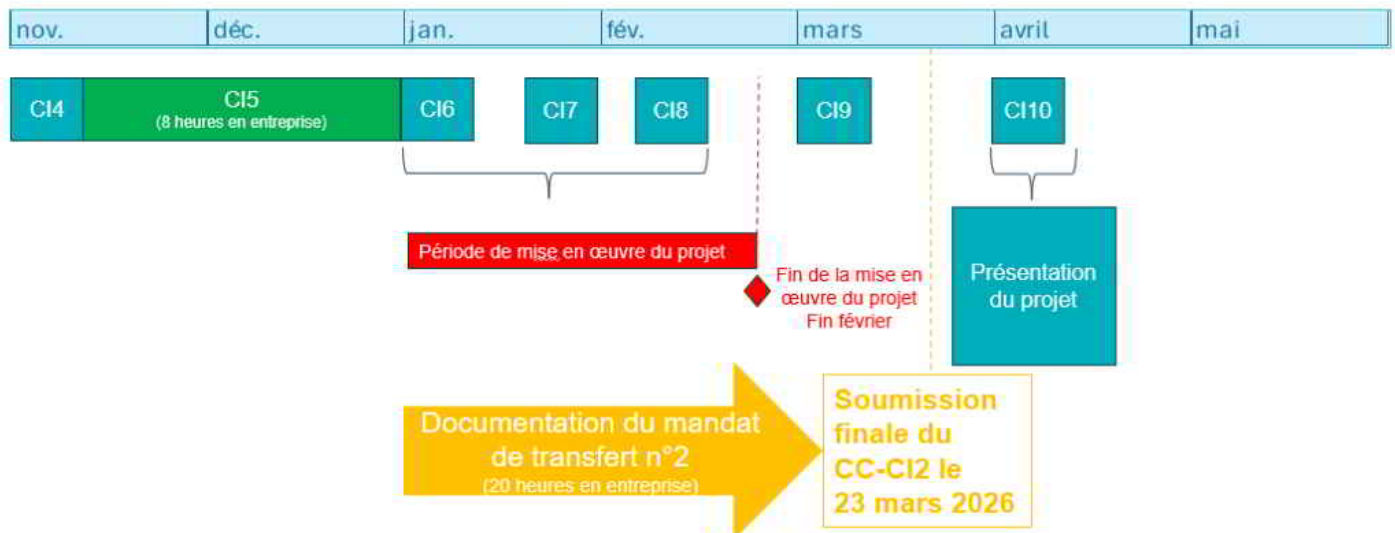 nov. déc. jan. fév. mars avril mai
CI4
CI5
(8 heures en entreprise)
CI6
CI7
CI8
CI9
CI10
Période de mise en œuvre du projet
Fin de la mise en
œuvre du projet
Fin février
Présentation
du projet
Documentation du mandat
de transfert n°2
(20 heures en entreprise)
Soumission
finale du
CC-CI2 le
23 mars 2026